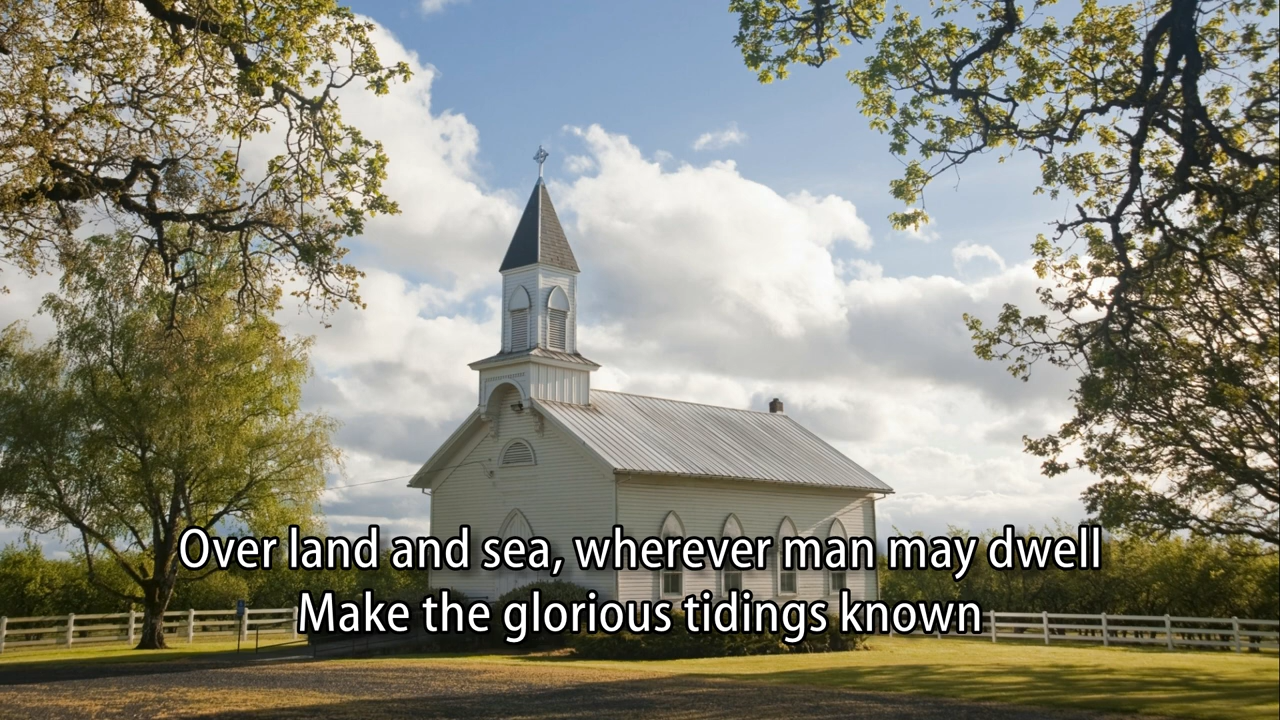 Over land and sea, wherever man may dwell
Make the glorious tidings known